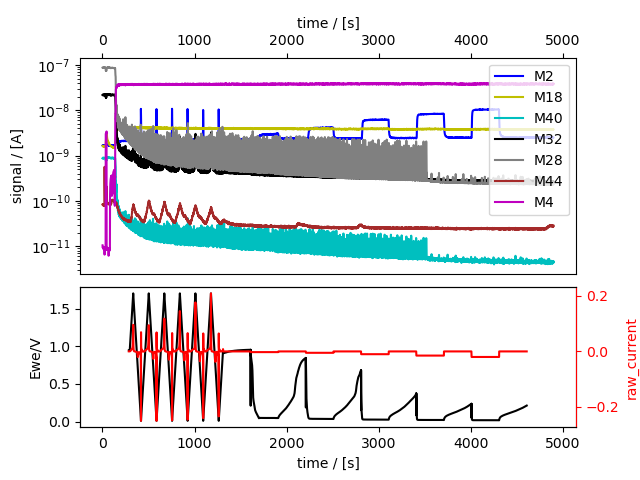 time / [s]
0 1000 2000 3000 4000 5000
10⁻⁷
10⁻⁸
10⁻⁹
10⁻¹⁰
10⁻¹¹
signal / [A]
M2
M18
M40
M32
M28
M44
M4
1.5
1.0
0.5
0.0
Ewe/V
0.2
0.0
−0.2
raw_current
0 1000 2000 3000 4000 5000
time / [s]